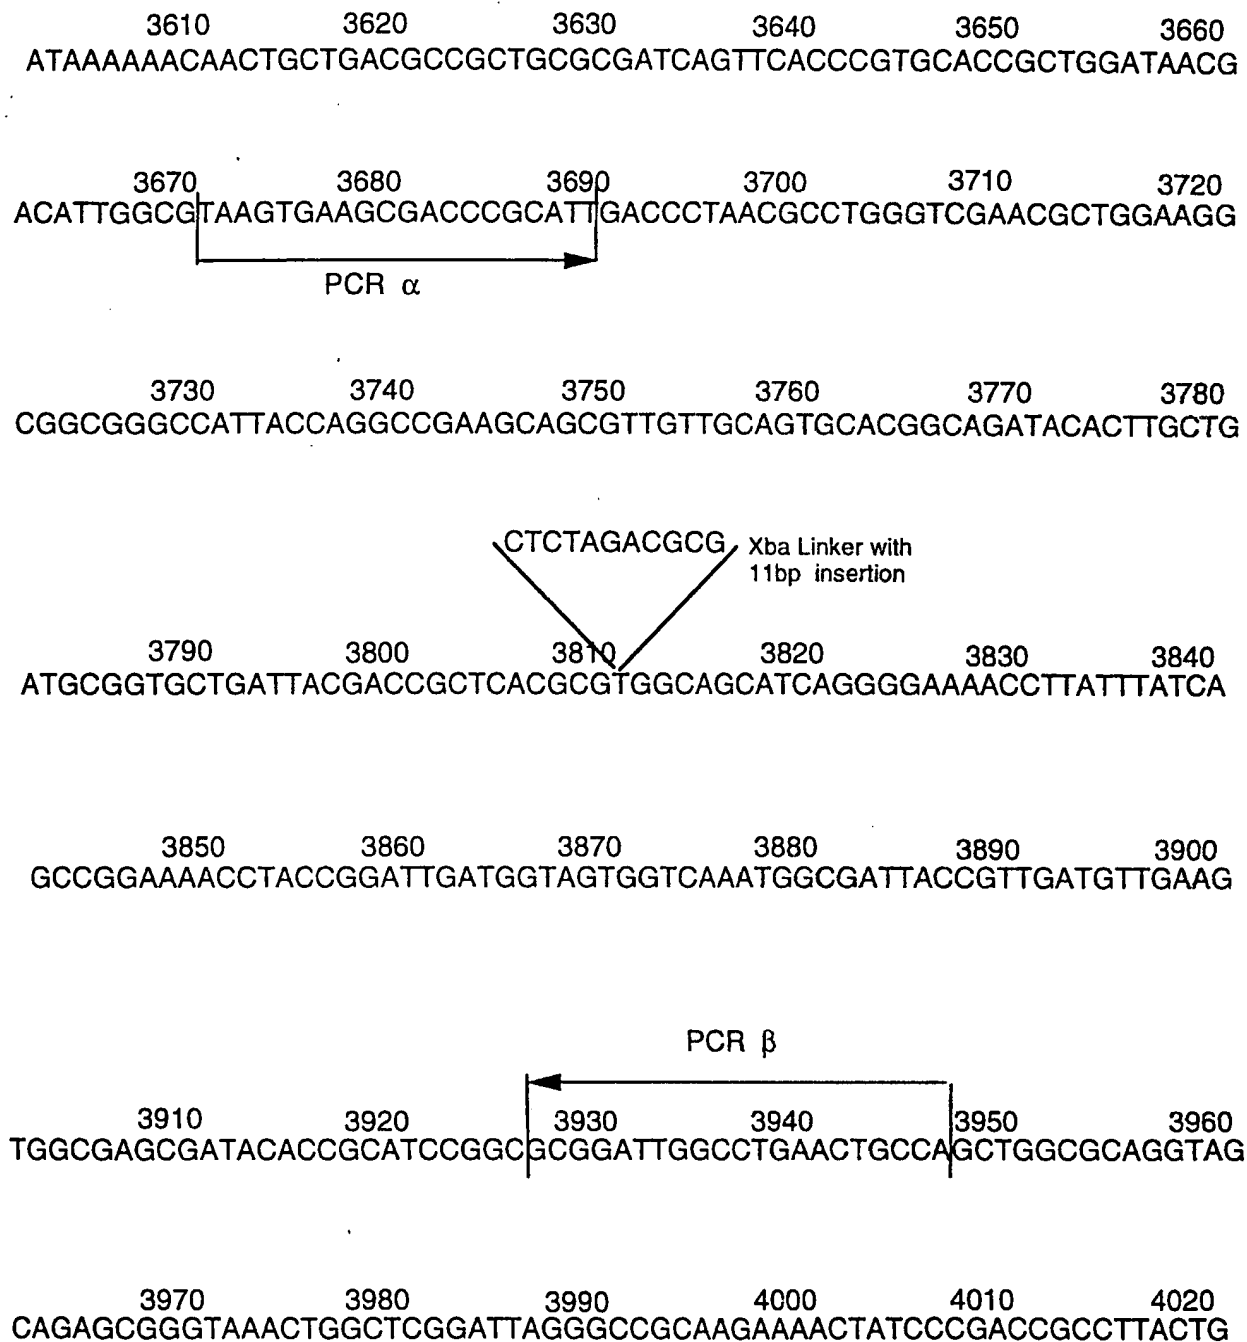 3610 3620 3630 3640 3650 3660
ATAAAAAACAACTGCTGACGCCGCTGCGCGATCAGTTCACCCGTGCACCGCTGGATAACG
3670 3680 3690 3700 3710 3720
ACATTGGCGTAAGTGAAGCGACCCGCATTGACCCTAACGCCTGGGTCGAACGCTGGAAGG
PCR α
3730 3740 3750 3760 3770 3780
CGGCGGGCCATTACCAGGCCGAAGCAGCGTTGTTGCAGTGCACGGCAGATACACTTGCTG
CTCTAGACGCG Xba Linker with
11bp insertion
3790 3800 3810 3820 3830 3840
ATGCGGTGCTGATTACGACCGCTCACGCGTGGCAGCATCAGGGGAAAACCTTATTTATCA
3850 3860 3870 3880 3890 3900
GCCGGAAAACCTACCGGATTGATGGTAGTGGTCAAATGGCGATTACCGTTGATGTTGAAG
PCR β
3910 3920 3930 3940 3950 3960
TGGCGAGCGATACACCGCATCCGGCGCGGATTGGCCTGAACTGCCAGCTGGCGCAGGTAG
3970 3980 3990 4000 4010 4020
CAGAGCGGGTAAACTGGCTCGGATTAGGGCCGCAAGAAAACTATCCCGACCGCCTTACTG